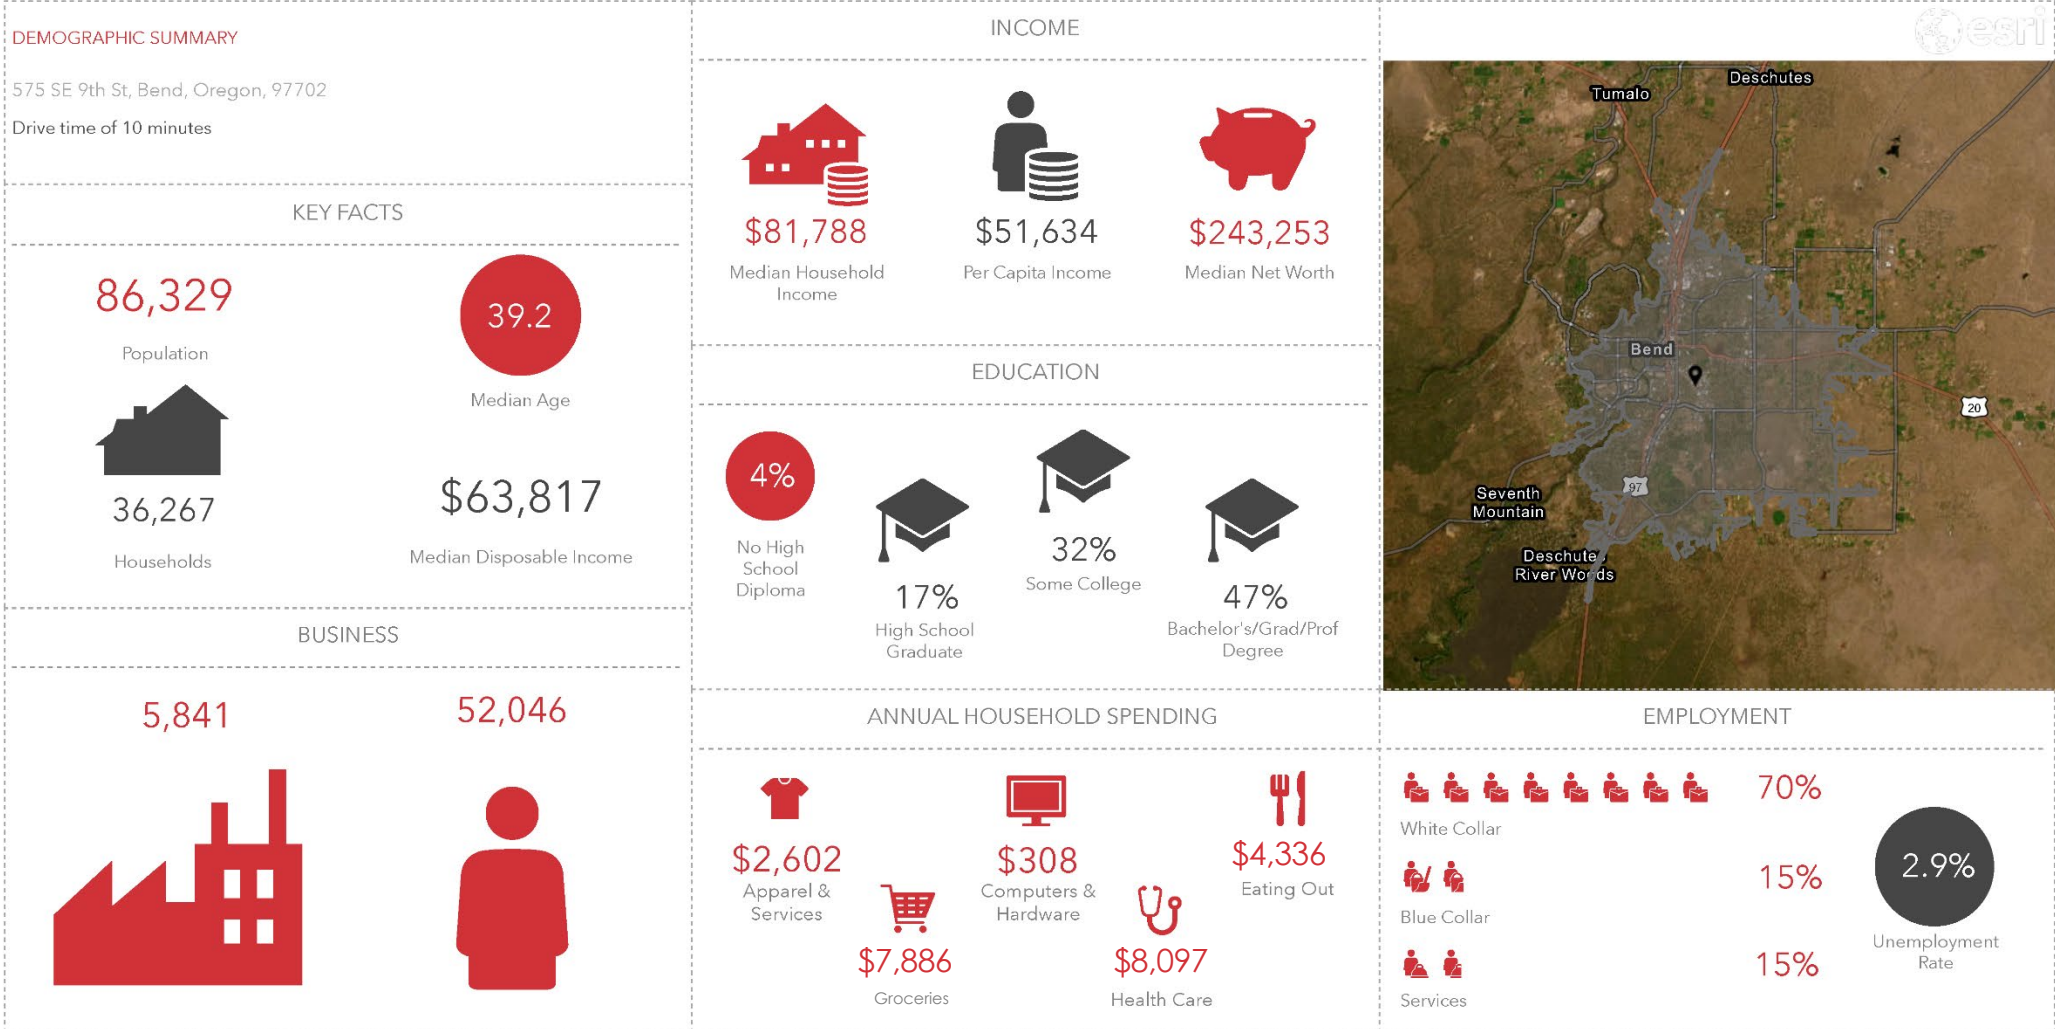 DEMOGRAPHIC SUMMARY
575 SE 9th St, Bend, Oregon, 97702
Drive time of 10 minutes
KEY FACTS
86,329
Population
39.2
Median Age
36,267
Households
$63,817
Median Disposable Income
BUSINESS
5,841
52,046
INCOME
$81,788
Median Household
Income
$51,634
Per Capita Income
$243,253
Median Net Worth
EDUCATION
4%
No High
School
Diploma
17%
High School
Graduate
32%
Some College
47%
Bachelor's/Grad/Prof
Degree
ANNUAL HOUSEHOLD SPENDING
$2,602
Apparel &
Services
$7,886
Groceries
$308
Computers &
Hardware
$8,097
Health Care
$4,336
Eating Out
esri
Deschutes
Tumalo
Bend
20
97
Seventh
Mountain
Deschute
River Woods
EMPLOYMENT
70%
White Collar
15%
Blue Collar
15%
Services
2.9%
Unemployment
Rate